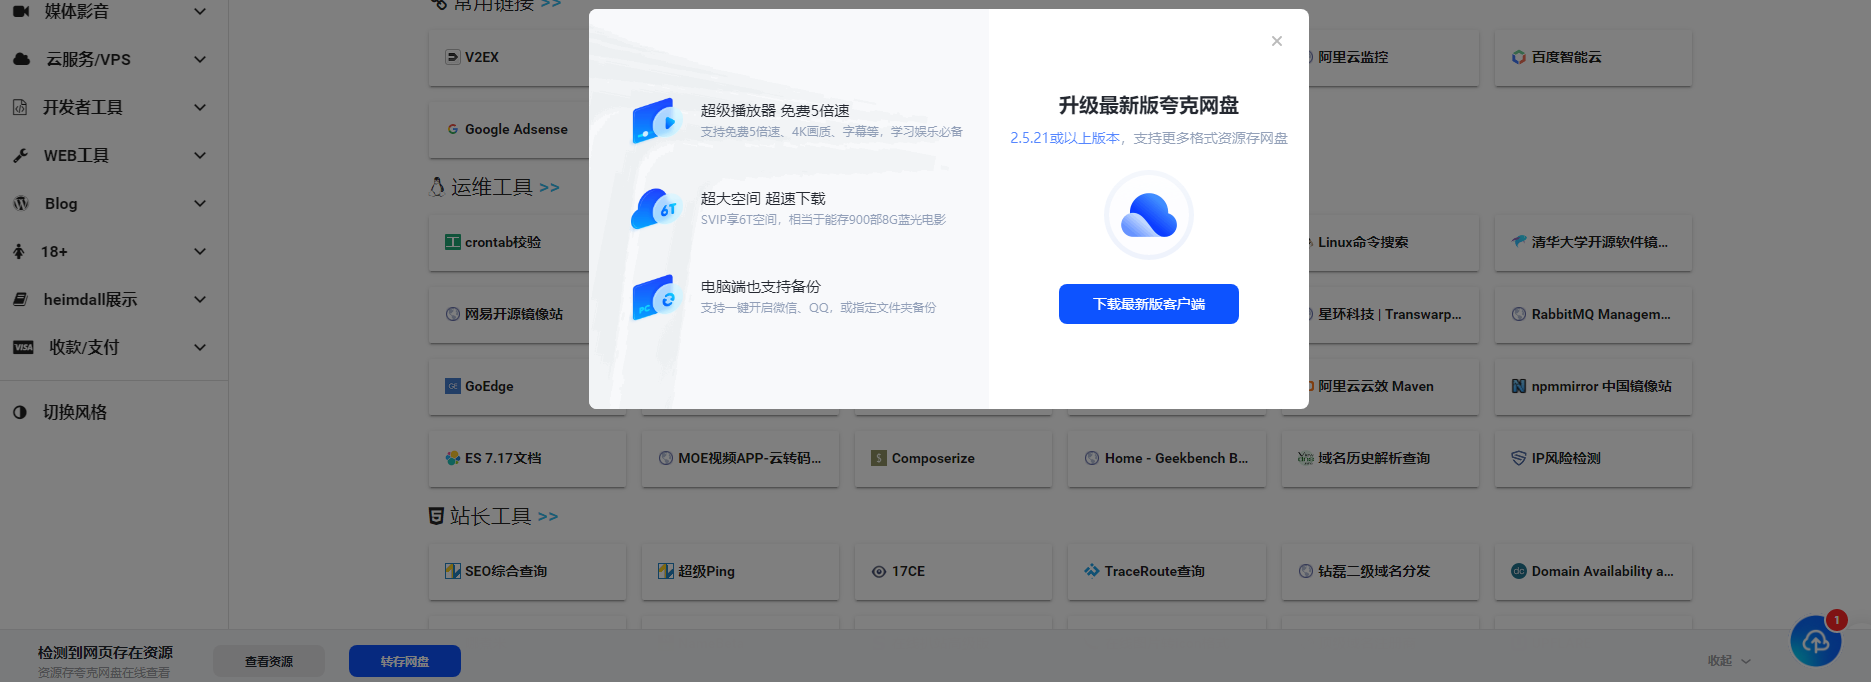 媒体影音
云服务/VPS
开发者工具
WEB工具
Blog
18+
heimdall展示
收款/支付
切换风格
常用链接 >>
V2EX
阿里云监控
百度智能云
Google Adsense
运维工具 >>
crontab校验
Linux命令搜索
清华大学开源软件镜...
网易开源镜像站
星环科技 | Transwarp...
RabbitMQ Managem...
GoEdge
阿里云云效 Maven
npmmirror 中国镜像站
ES 7.17文档
MOE视频APP-云转码...
Composerize
Home - Geekbench B...
域名历史解析查询
IP风险检测
站长工具 >>
SEO综合查询
超级Ping
17CE
TraceRoute查询
钻磊二级域名分发
Domain Availability a...
超级播放器 免费5倍速
支持免费5倍速、4K画质、字幕等，学习娱乐必备
6T
超大空间 超速下载
SVIP享6T空间，相当于能存900部8G蓝光电影
PC
电脑端也支持备份
支持一键开启微信、QQ，或指定文件夹备份
升级最新版夸克网盘
2.5.21或以上版本，支持更多格式资源存网盘
下载最新版客户端
检测到网页存在资源
资源存夸克网盘在线查看
查看资源
转存网盘
收起
1